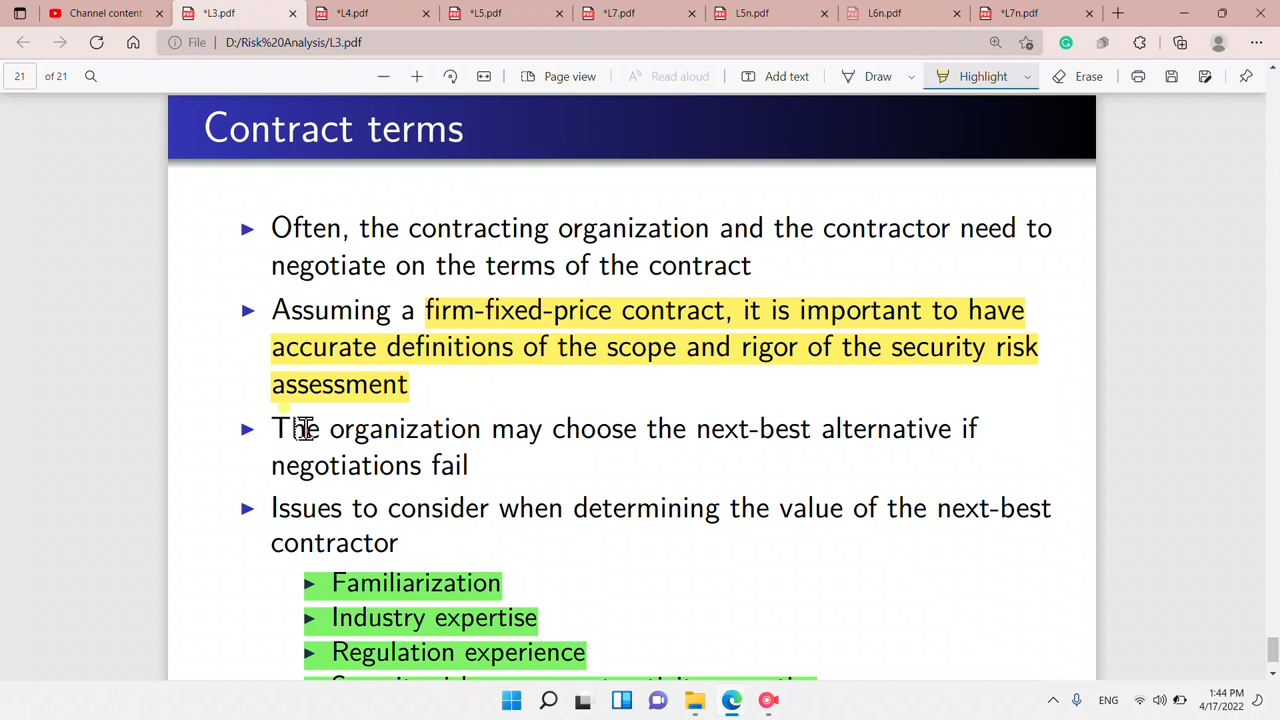 Channel content -
*L3.pdf
*L4.pdf
*L5.pdf
*L7.pdf
L5n.pdf
L6n.pdf
*L7n.pdf
File
D:/Risk%20Analysis/L3.pdf
21
of 21
Page view
Read aloud
Add text
Draw
Highlight
Erase
Contract terms
Often, the contracting organization and the contractor need to
negotiate on the terms of the contract
Assuming a firm-fixed-price contract, it is important to have
accurate definitions of the scope and rigor of the security risk
assessment
The organization may choose the next-best alternative if
negotiations fail
Issues to consider when determining the value of the next-best
contractor
Familiarization
Industry expertise
Regulation experience
ENG
1:44 PM
4/17/2022